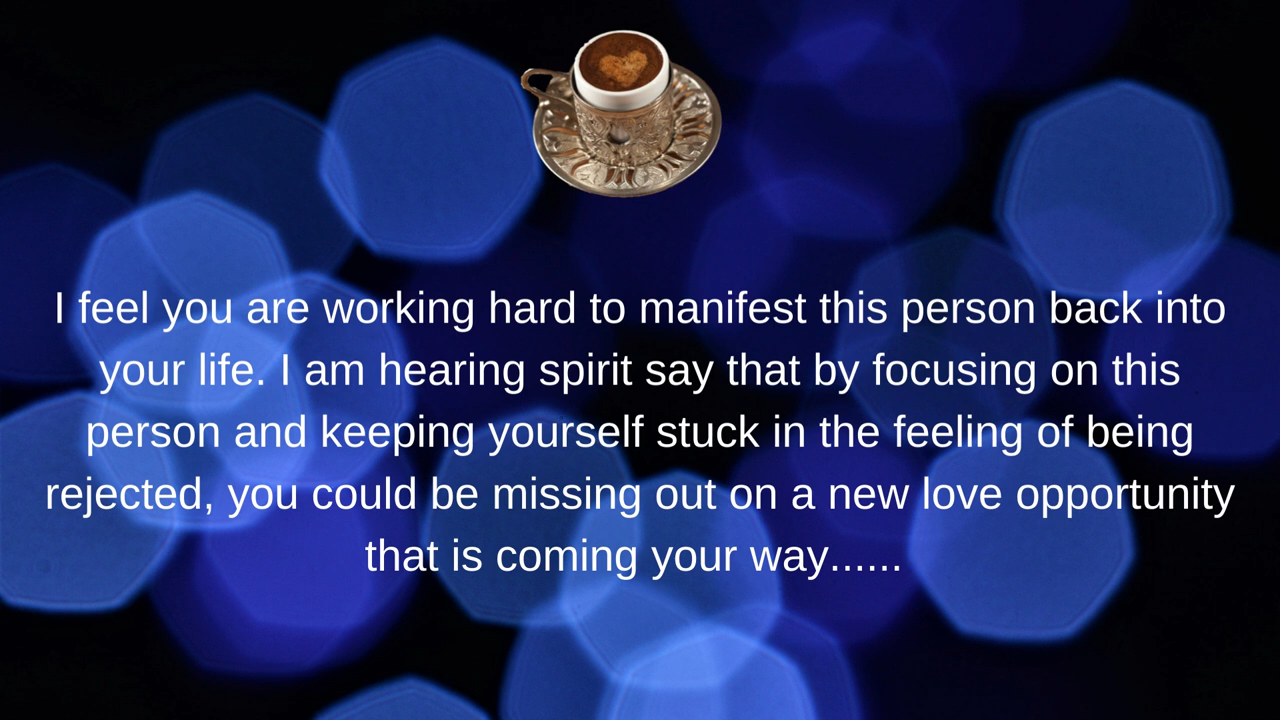 I feel you are working hard to manifest this person back into
your life. I am hearing spirit say that by focusing on this
person and keeping yourself stuck in the feeling of being
rejected, you could be missing out on a new love opportunity
that is coming your way......